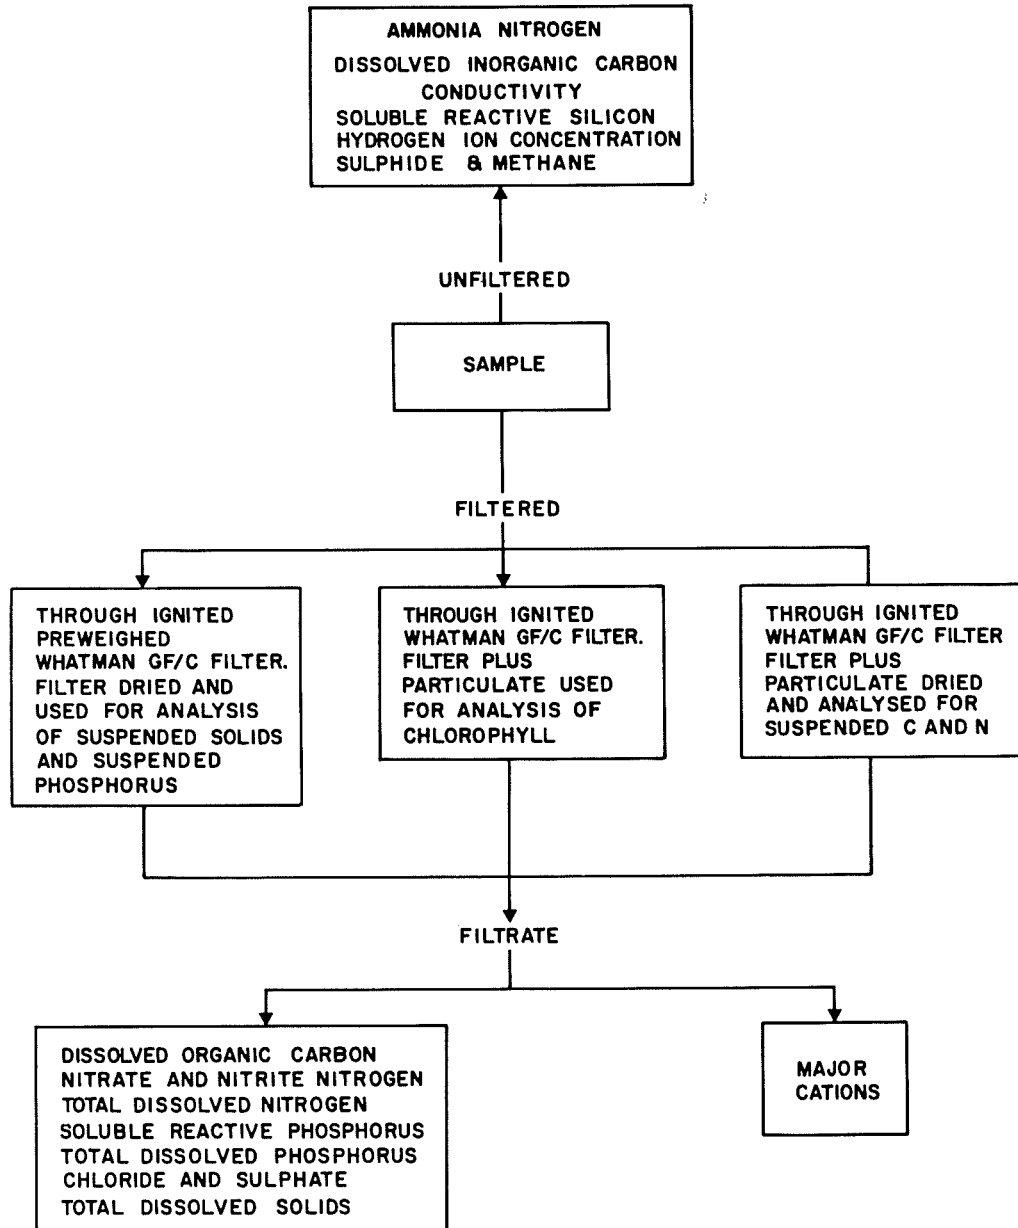 AMMONIA NITROGEN
DISSOLVED INORGANIC CARBON
CONDUCTIVITY
SOLUBLE REACTIVE SILICON
HYDROGEN ION CONCENTRATION
SULPHIDE & METHANE
UNFILTERED
SAMPLE
FILTERED
THROUGH IGNITED
PREWEIGHED
WHATMAN GF/C FILTER.
FILTER DRIED AND
USED FOR ANALYSIS
OF SUSPENDED SOLIDS
AND SUSPENDED
PHOSPHORUS
THROUGH IGNITED
WHATMAN GF/C FILTER.
FILTER PLUS
PARTICULATE USED
FOR ANALYSIS OF
CHLOROPHYLL
THROUGH IGNITED
WHATMAN GF/C FILTER
FILTER PLUS
PARTICULATE DRIED
AND ANALYSED FOR
SUSPENDED C AND N
FILTRATE
DISSOLVED ORGANIC CARBON
NITRATE AND NITRITE NITROGEN
TOTAL DISSOLVED NITROGEN
SOLUBLE REACTIVE PHOSPHORUS
TOTAL DISSOLVED PHOSPHORUS
CHLORIDE AND SULPHATE
TOTAL DISSOLVED SOLIDS
MAJOR
CATIONS